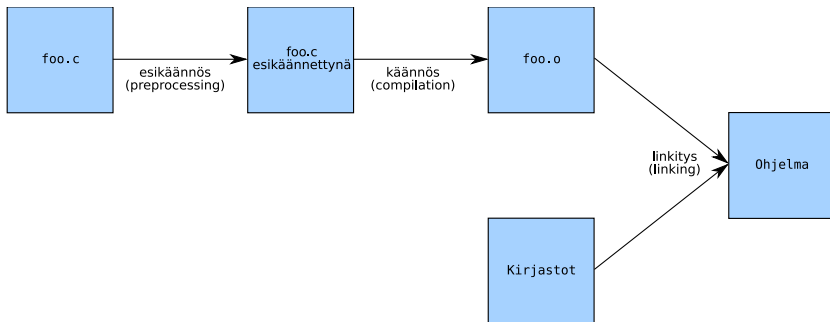 foo.c
esikäännös
(preprocessing)
foo.c
esikäännettynä
käännös
(compilation)
foo.o
linkitys
(linking)
Ohjelma
Kirjastot